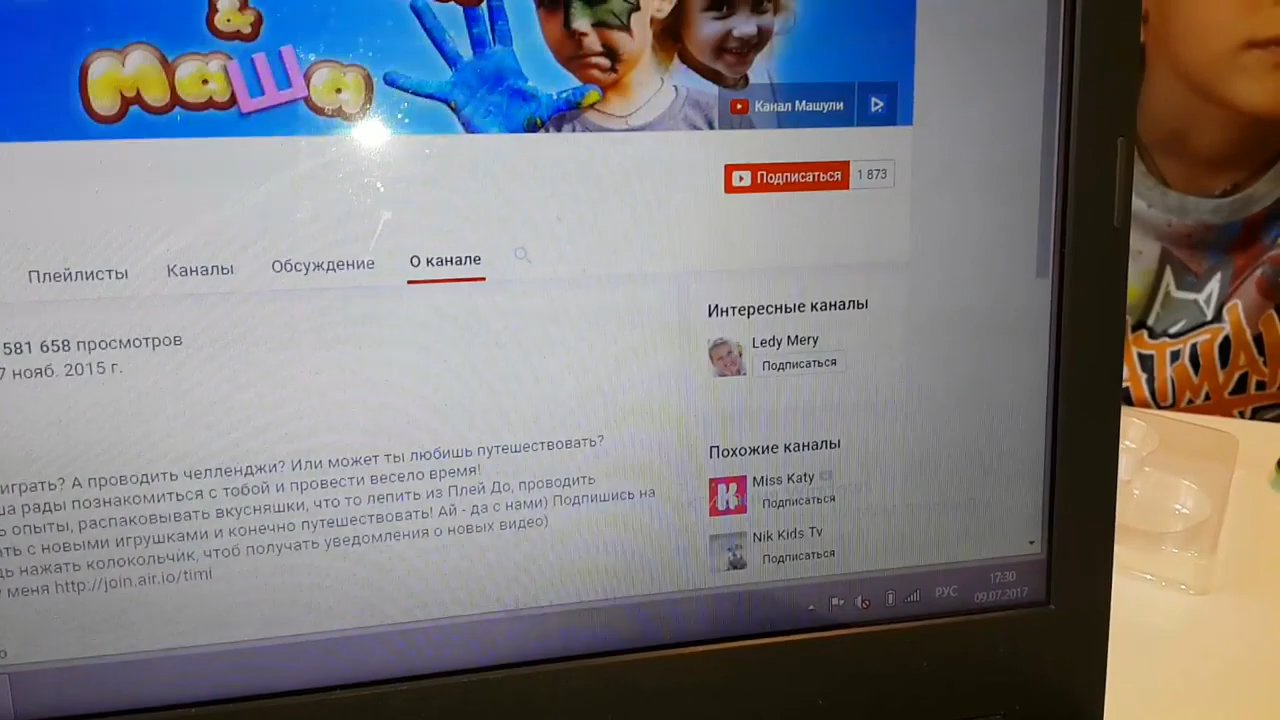 &
Маша
Канал Машули
Подписаться 1 873
Плейлисты Каналы Обсуждение О канале
581 658 просмотров
7 нояб. 2015 г.
играть? А проводить челленджи? Или может ты любишь путешествовать?
рады познакомиться с тобой и провести весело время!
опыты, распаковывать вкусняшки, что то лепить из Плей До, проводить
с новыми игрушками и конечно путешествовать! Ай - да с нами) Подпишись на
нажать колокольчик, чтоб получать уведомления о новых видео)
меня http://join.air.io/timi
Интересные каналы
Ledy Mery
Подписаться
Похожие каналы
Miss Katy
Подписаться
Nik Kids Tv
Подписаться
РУС
17:30
09.07.2017